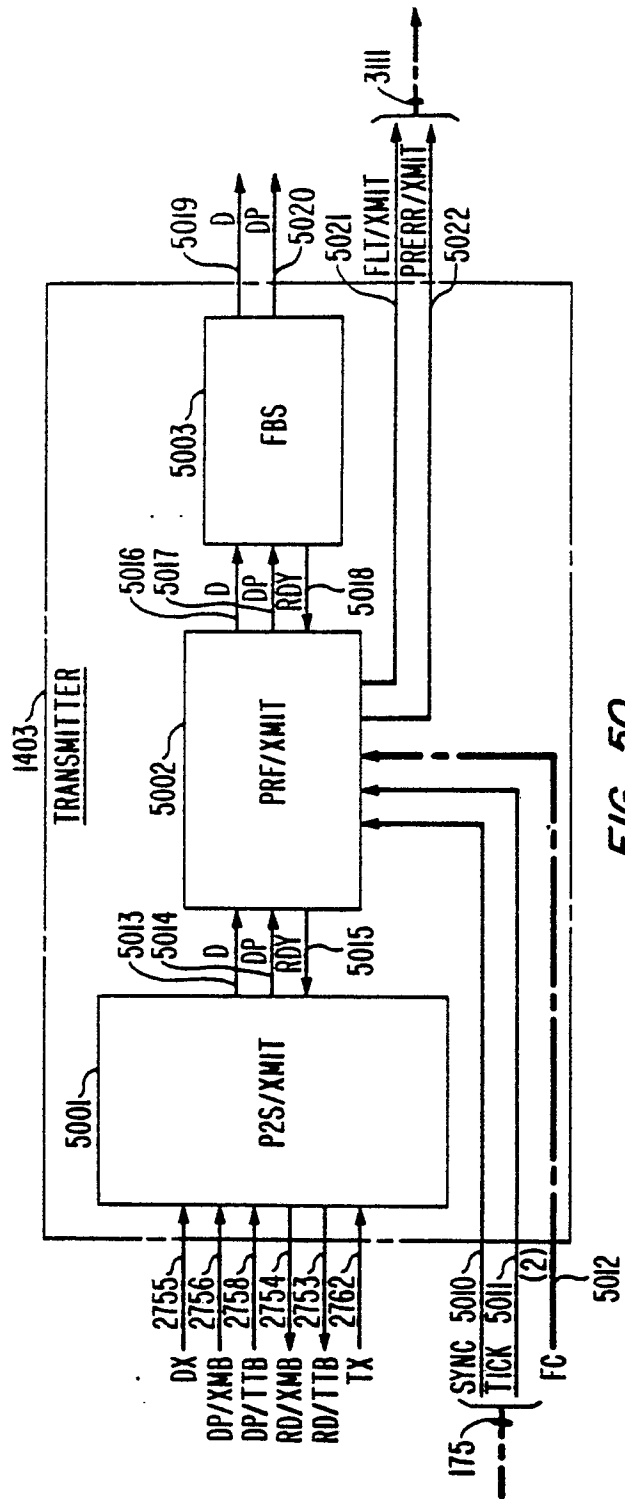 1403
TRANSMITTER
5001
P2S/XMIT
2755
DX
2756
DP/XMB
2758
DP/TTB
2754
RD/XMB
2753
RD/TTB
2762
TX
5013
D
5014
DP
RDY
5015
5002
PRF/XMIT
5016
D
5017
DP
RDY
5018
5003
FBS
5019
D
DP
5020
5021
FLT/XMIT
PRERR/XMIT
5022
3111
175
SYNC 5010
TICK 5011
(2)
FC
5012
FIG. 50